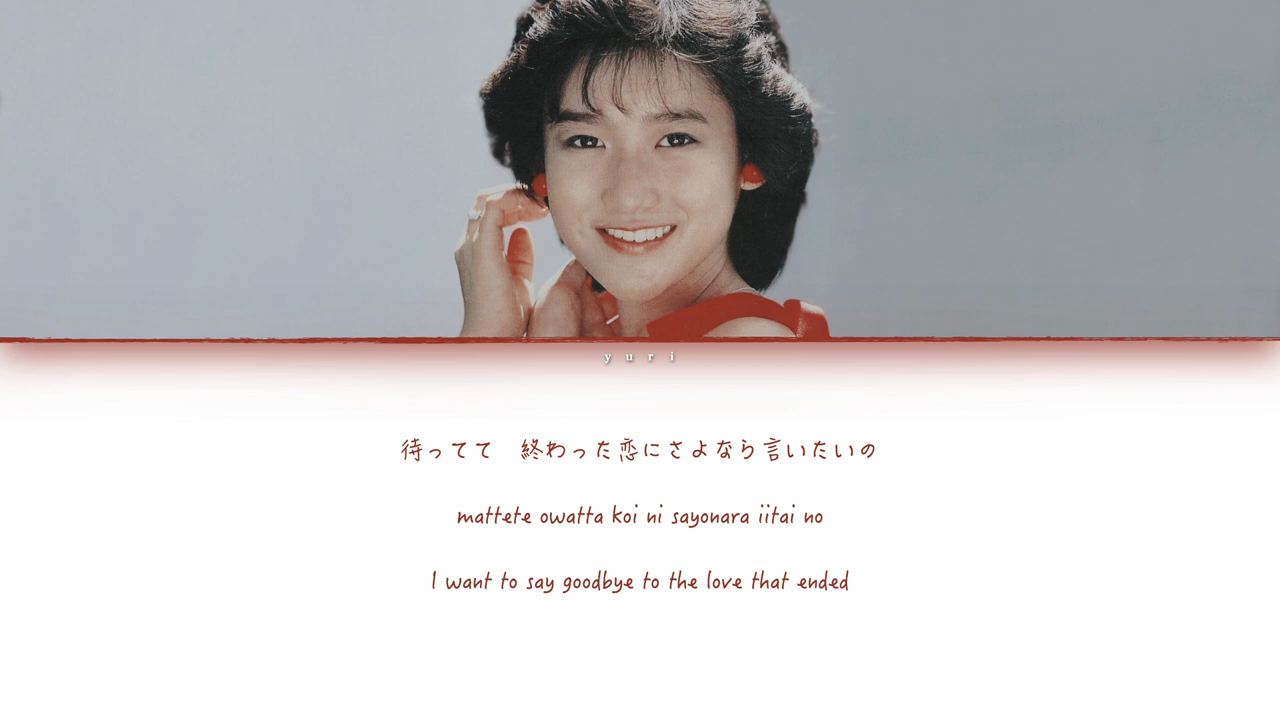 yuri
待ってて　終わった恋にさよなら言いたいの
mattete owatta koi ni sayonara iitai no
I want to say goodbye to the love that ended